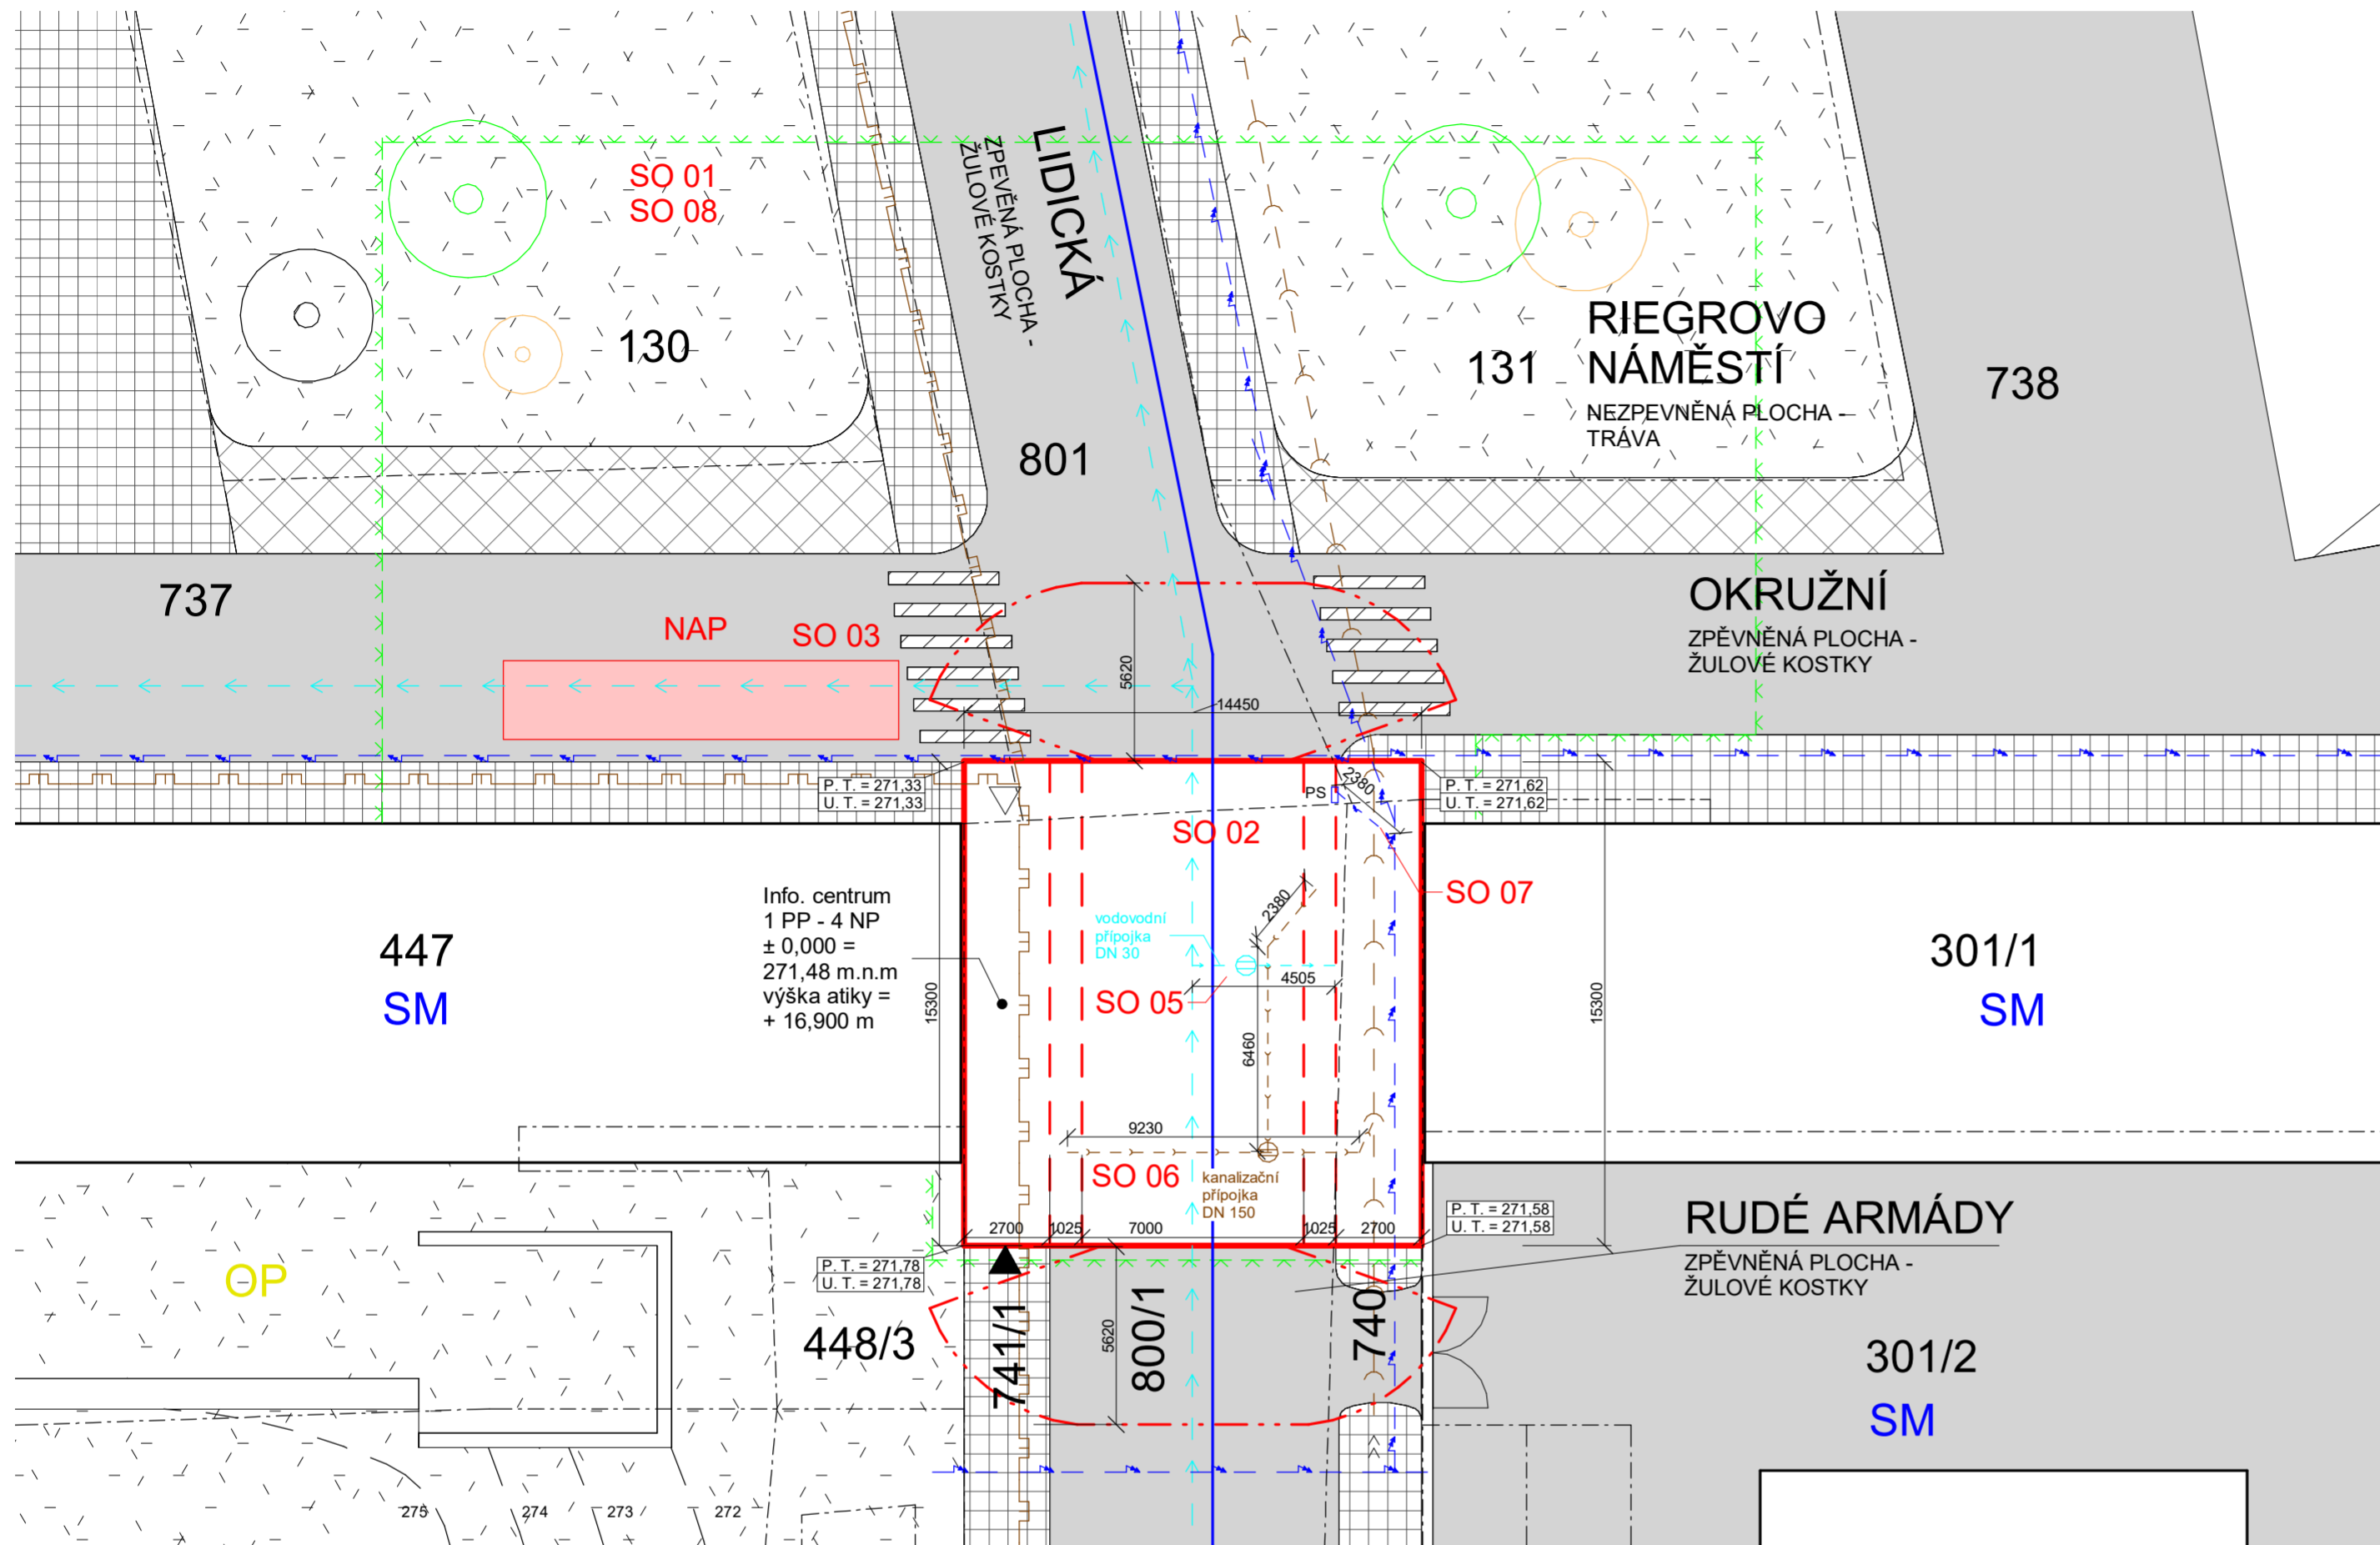 SO 01
SO 08
LIDICKÁ
ZPEVĚNÁ PLOCHA -
ŽULOVÉ KOSTKY
130
131
RIEGROVO
NÁMĚSTÍ
NEZPEVNĚNÁ PLOCHA -
TRÁVA
738
801
737
NAP
SO 03
5620
14450
OKRUŽNÍ
ZPĚVNĚNÁ PLOCHA -
ŽULOVÉ KOSTKY
P. T. = 271,33
U. T. = 271,33
PS
2380
P. T. = 271,62
U. T. = 271,62
SO 02
SO 07
Info. centrum
1 PP - 4 NP
± 0,000 =
271,48 m.n.m
výška atiky =
+ 16,900 m
447
SM
15300
vodovodní
přípojka
DN 30
2380
4505
SO 05
6460
15300
301/1
SM
9230
SO 06
kanalizační
přípojka
DN 150
2700
1025
7000
1025
2700
P. T. = 271,58
U. T. = 271,58
RUDÉ ARMÁDY
ZPĚVNĚNÁ PLOCHA -
ŽULOVÉ KOSTKY
OP
P. T. = 271,78
U. T. = 271,78
448/3
741/1
5620
800/1
740
301/2
SM
275
274
273
272